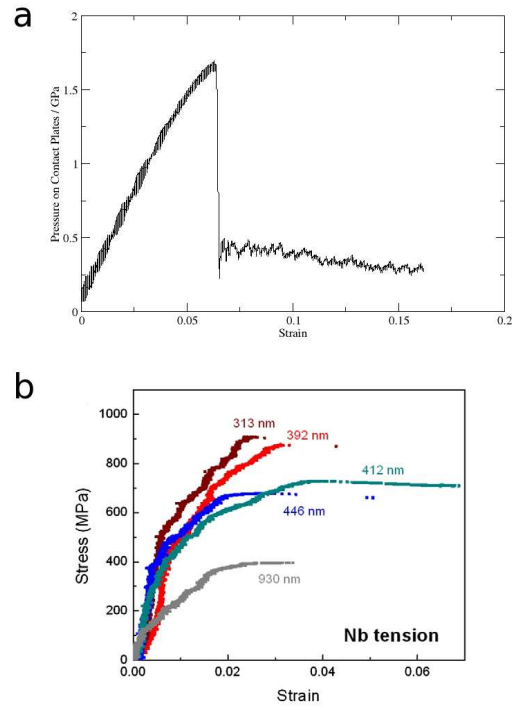 a
2
1.5
1
0.5
0
Pressure on Contact Plates / GPa
0
0.05
0.1
0.15
0.2
Strain
b
1000
800
600
400
200
0
Stress (MPa)
313 nm
392 nm
412 nm
446 nm
930 nm
Nb tension
0.00
0.02
0.04
0.06
Strain